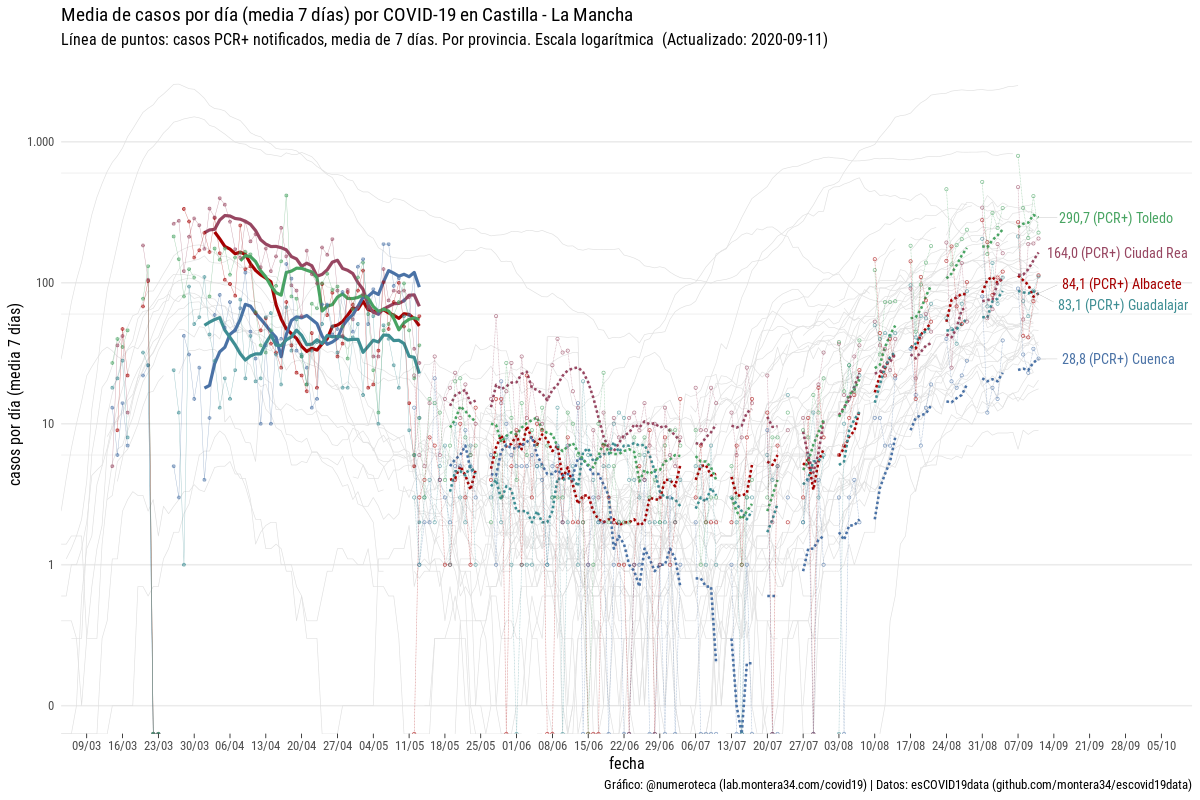 Media de casos por día (media 7 días) por COVID-19 en Castilla - La Mancha
Línea de puntos: casos PCR+ notificados, media de 7 días. Por provincia. Escala logarítmica (Actualizado: 2020-09-11)
casos por día (media 7 días)
1.000
100
10
1
0
290,7 (PCR+) Toledo
164,0 (PCR+) Ciudad Rea
84,1 (PCR+) Albacete
83,1 (PCR+) Guadalajar
28,8 (PCR+) Cuenca
09/03 16/03 23/03 30/03 06/04 13/04 20/04 27/04 04/05 11/05 18/05 25/05 01/06 08/06 15/06 22/06 29/06 06/07 13/07 20/07 27/07 03/08 10/08 17/08 24/08 31/08 07/09 14/09 21/09 28/09 05/10
fecha
Gráfico: @numeroteca (lab.montera34.com/covid19) | Datos: esCOVID19data (github.com/montera34/escovid19data)